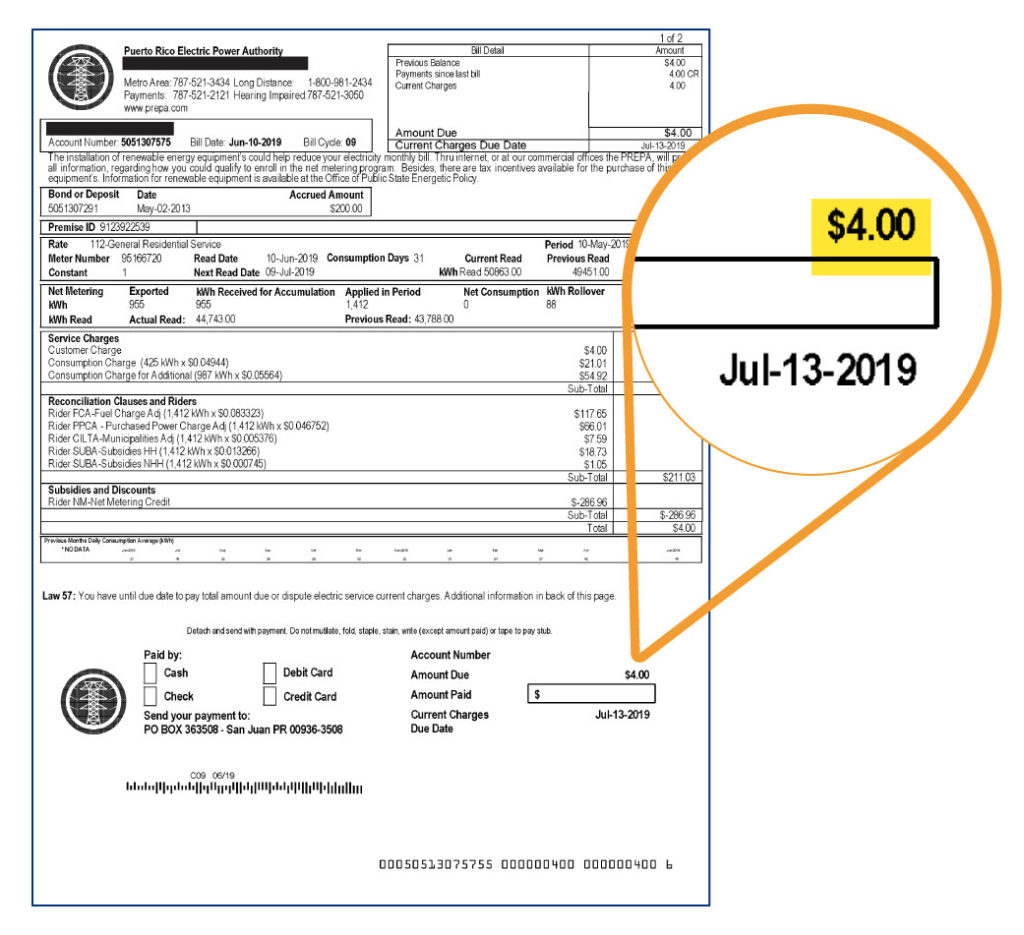 1 of 2
Puerto Rico Electric Power Authority
Bill Detail Amount
Previous Balance $4.00
Payments since last bill 4.00 CR
Current Charges 4.00
Metro Area: 787-521-3434 Long Distance: 1-800-981-2434
Payments: 787-521-2121 Hearing Impaired:787-521-3050
www.prepa.com
Amount Due $4.00
Current Charges Due Date Jul-13-2019
Account Number: 5051307575 Bill Date: Jun-10-2019 Bill Cycle: 09
The installation of renewable energy equipment's could help reduce your electricity monthly bill. Thru internet, or at our commercial offices the PREPA, will
all information, regarding how you could qualify to enroll in the net metering program. Besides, there are tax incentives available for the purchase of
equipment's. Information for renewable equipment is available at the Office of Public State Energetic Policy.
Bond or Deposit Date Accrued Amount
5051307291 May-02-2013 $200.00
Premise ID 9123922539
Rate 112-General Residential Service Period 10-May-2019
Meter Number 95166720 Read Date 10-Jun-2019 Consumption Days 31 Current Read Previous Read
Constant 1 Next Read Date 09-Jul-2019 kWh Read 50863.00 49451.00
Net Metering Exported kWh Received for Accumulation Applied in Period Net Consumption kWh Rollover
kWh 955 955 1,412 0 88
kWh Read Actual Read: 44,743.00 Previous Read: 43,788.00
Service Charges
Customer Charge $4.00
Consumption Charge (425 kWh x $0.04944) $21.01
Consumption Charge for Additional (987 kWh x $0.05564) $54.92
Sub-Total
Reconciliation Clauses and Riders
Rider FCA-Fuel Charge Adj (1,412 kWh x $0.083323) $117.65
Rider PPCA - Purchased Power Charge Adj (1,412 kWh x $0.046752) $66.01
Rider CILTA-Municipalities Adj (1,412 kWh x $0.005376) $7.59
Rider SUBA-Subsidies HH (1,412 kWh x $0.013266) $18.73
Rider SUBA-Subsidies NHH (1,412 kWh x $0.000745) $1.05
Sub-Total $211.03
Subsidies and Discounts
Rider NM-Net Metering Credit $-286.96
Sub-Total $-286.96
Total $4.00
Previous Months Daily Consumption Average (kWh)
* NO DATA
Law 57: You have until due date to pay total amount due or dispute electric service current charges. Additional information in back of this page.
Detach and send with payment. Do not mutilate, fold, staple, stain, write (except amount paid) or tape to pay stub.
Paid by: Account Number
Cash Debit Card Amount Due $4.00
Check Credit Card Amount Paid $
Send your payment to: Current Charges Jul-13-2019
PO BOX 363508 - San Juan PR 00936-3508 Due Date
C09 06/19
00050513075755 000000400 000000400 6
$4.00
Jul-13-2019